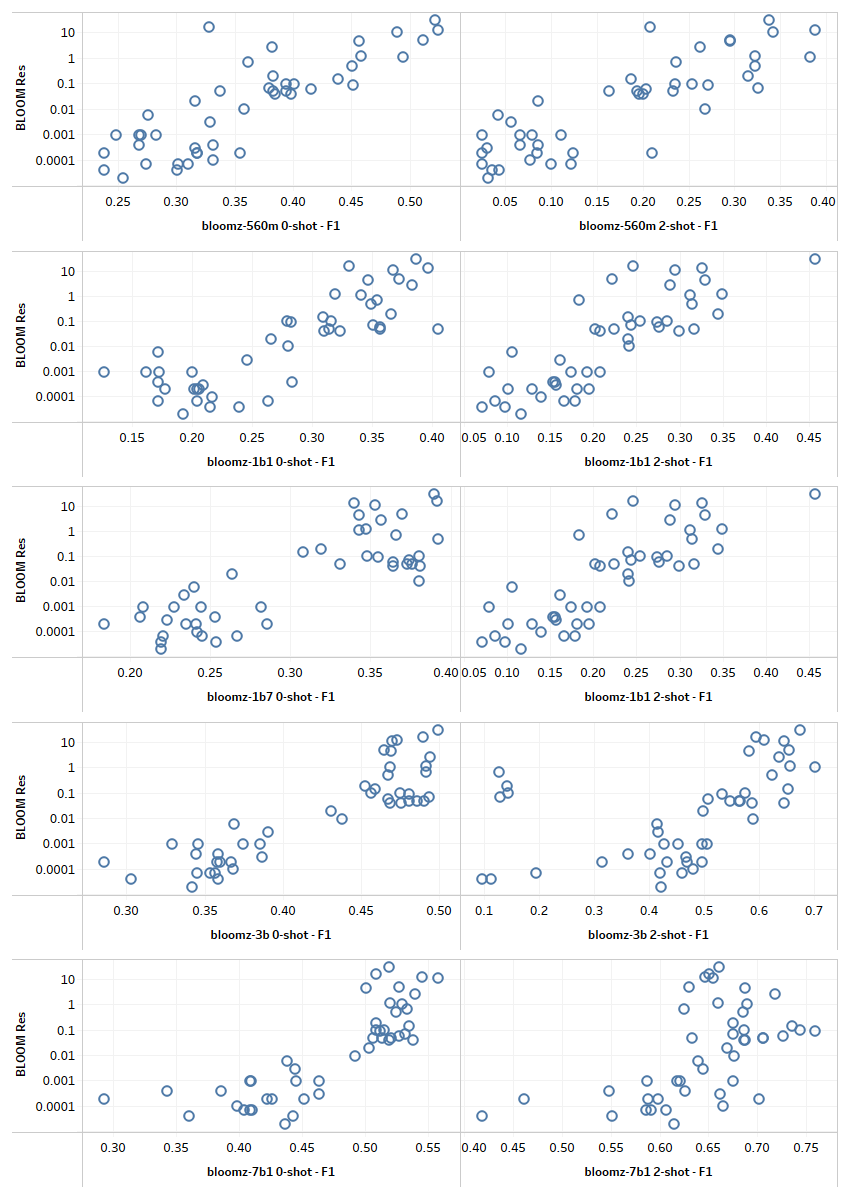 BLOOM Res
10
1
0.1
0.01
0.001
0.0001
0.25 0.30 0.35 0.40 0.45 0.50
0.05 0.10 0.15 0.20 0.25 0.30 0.35 0.40
bloomz-560m 0-shot - F1
bloomz-560m 2-shot - F1
BLOOM Res
10
1
0.1
0.01
0.001
0.0001
0.15 0.20 0.25 0.30 0.35 0.40
0.05 0.10 0.15 0.20 0.25 0.30 0.35 0.40 0.45
bloomz-1b1 0-shot - F1
bloomz-1b1 2-shot - F1
BLOOM Res
10
1
0.1
0.01
0.001
0.0001
0.20 0.25 0.30 0.35 0.40
0.05 0.10 0.15 0.20 0.25 0.30 0.35 0.40 0.45
bloomz-1b7 0-shot - F1
bloomz-1b1 2-shot - F1
BLOOM Res
10
1
0.1
0.01
0.001
0.0001
0.30 0.35 0.40 0.45 0.50
0.1 0.2 0.3 0.4 0.5 0.6 0.7
bloomz-3b 0-shot - F1
bloomz-3b 2-shot - F1
BLOOM Res
10
1
0.1
0.01
0.001
0.0001
0.30 0.35 0.40 0.45 0.50 0.55
0.40 0.45 0.50 0.55 0.60 0.65 0.70 0.75
bloomz-7b1 0-shot - F1
bloomz-7b1 2-shot - F1